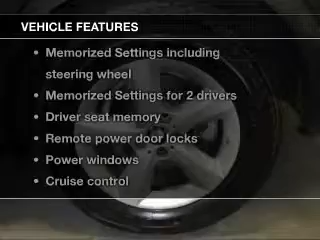 VEHICLE FEATURES
• Memorized Settings including
steering wheel
• Memorized Settings for 2 drivers
• Driver seat memory
• Remote power door locks
• Power windows
• Cruise control